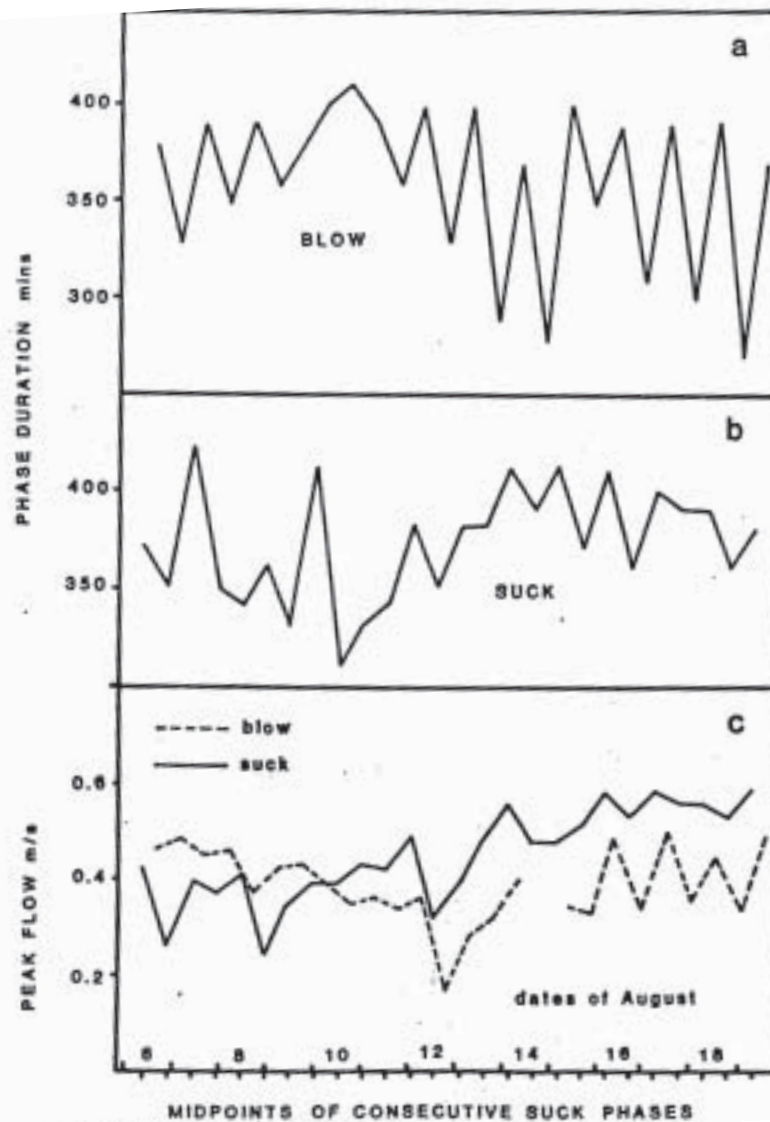 a
400
350
300
BLOW
PHASE DURATION mins
b
400
350
SUCK
c
blow
suck
0.6
0.4
0.2
PEAK FLOW m/s
dates of August
6 8 10 12 14 16 18
MIDPOINTS OF CONSECUTIVE SUCK PHASES